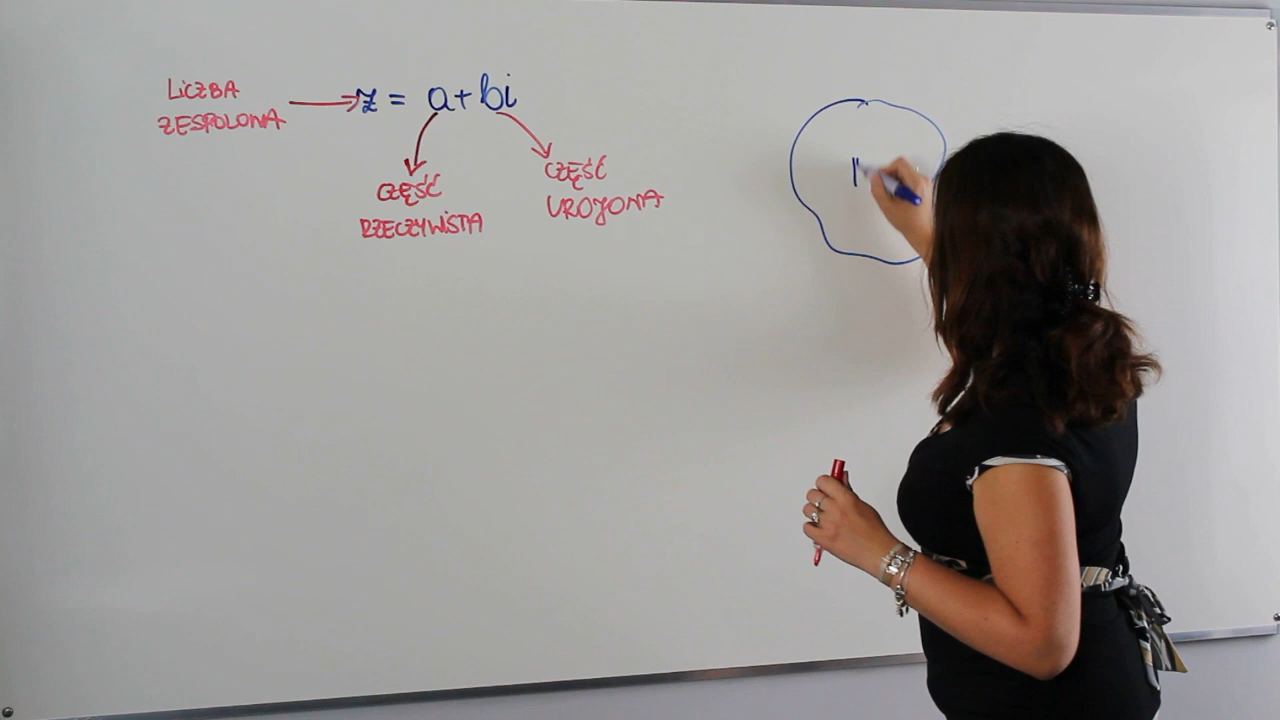 LICZBA
ZESPOLONA
z = a+bi
CZĘŚĆ
RZECZYWISTA
CZĘŚĆ
UROJONA